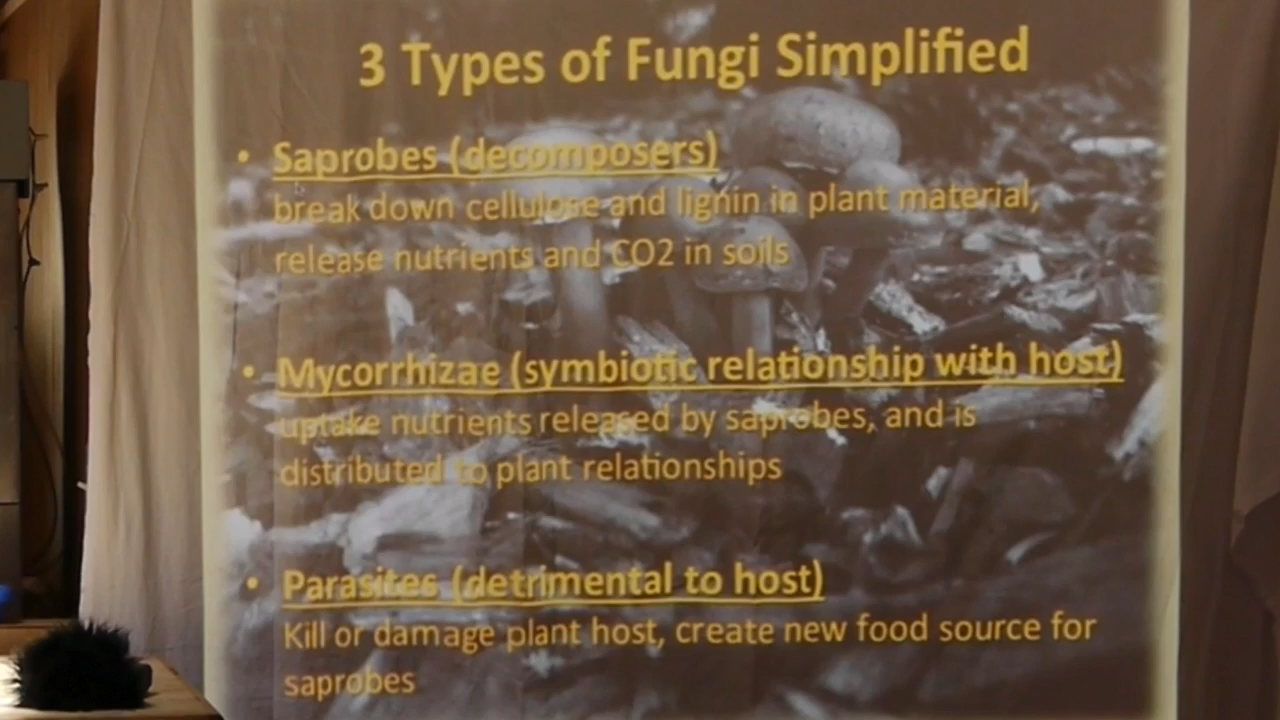 3 Types of Fungi Simplified
• Saprobes (decomposers)
break down cellulose and lignin in plant material,
release nutrients and CO2 in soils
• Mycorrhizae (symbiotic relationship with host)
uptake nutrients released by saprobes, and is
distributed to plant relationships
• Parasites (detrimental to host)
Kill or damage plant host, create new food source for
saprobes